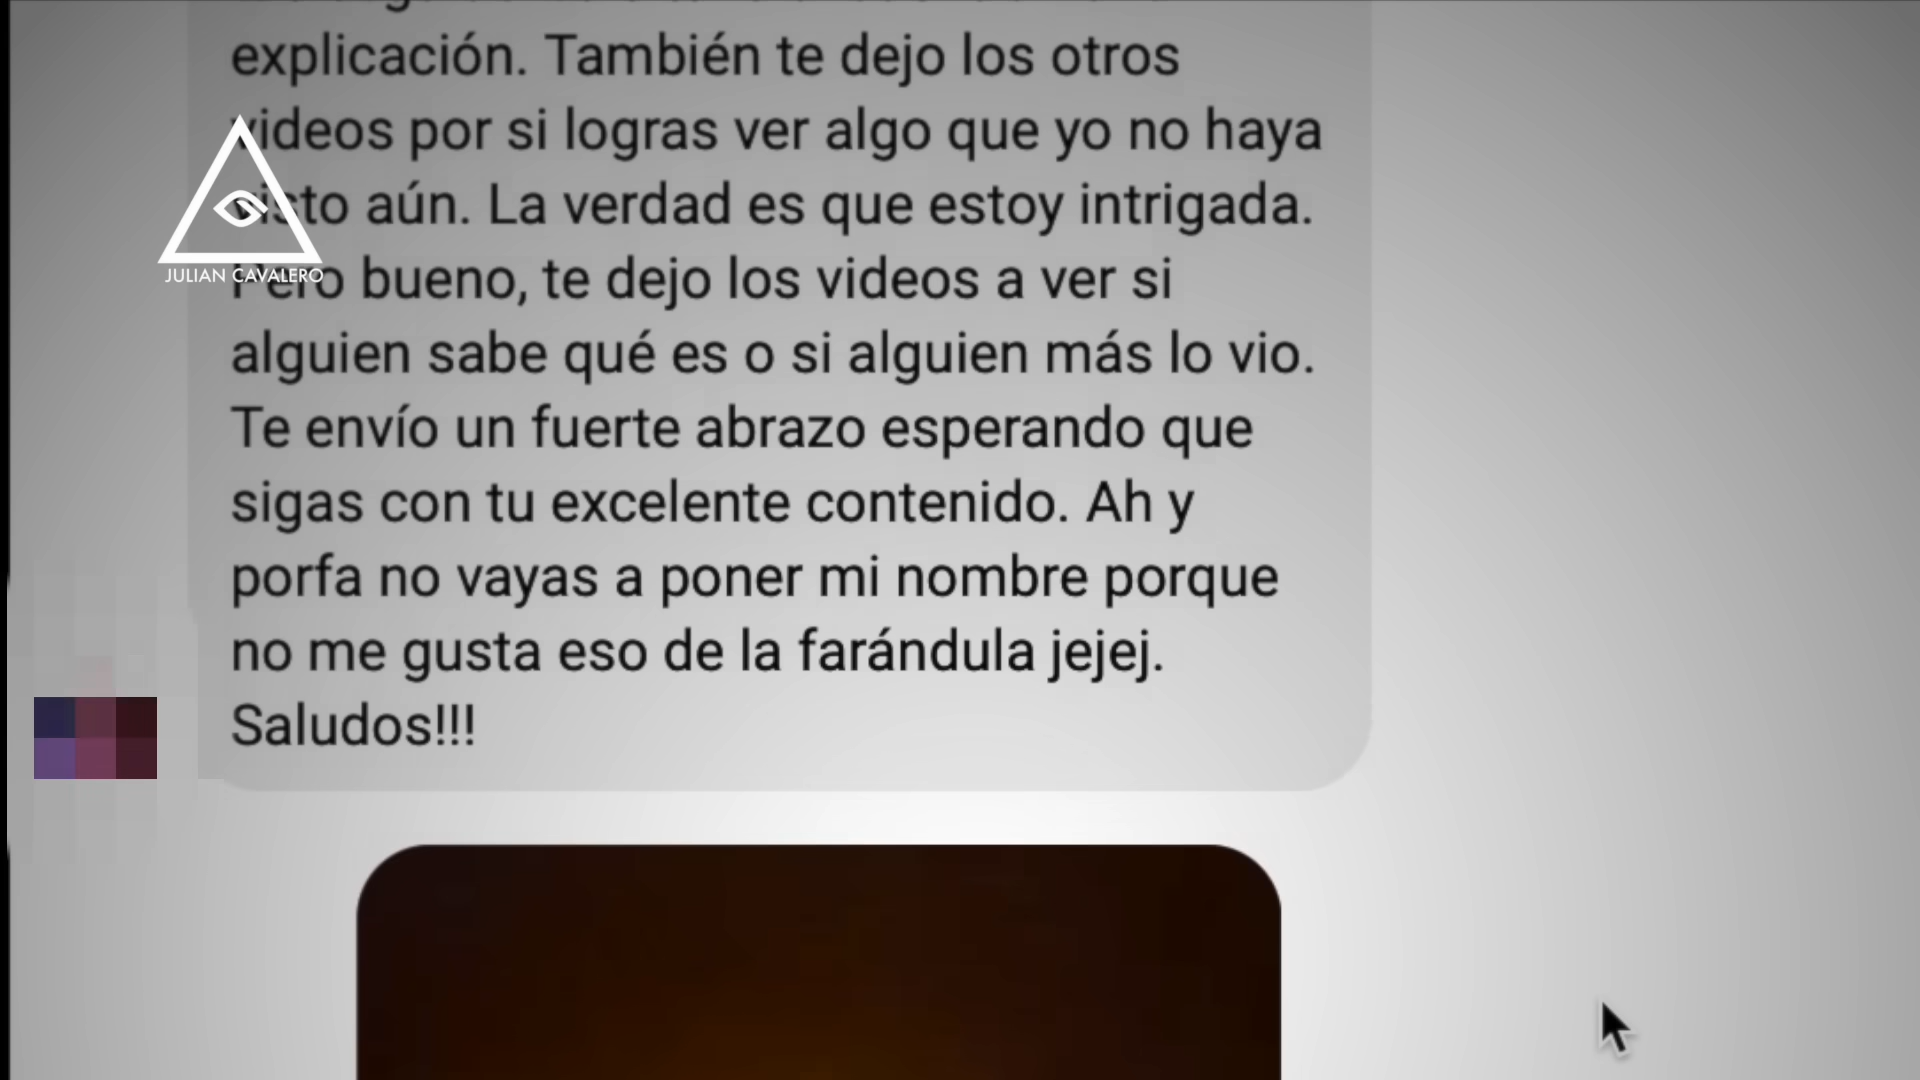 explicación. También te dejo los otros
videos por si logras ver algo que yo no haya
visto aún. La verdad es que estoy intrigada.
Pero bueno, te dejo los videos a ver si
alguien sabe qué es o si alguien más lo vio.
Te envío un fuerte abrazo esperando que
sigas con tu excelente contenido. Ah y
porfa no vayas a poner mi nombre porque
no me gusta eso de la farándula jejej.
Saludos!!!
JULIAN CAVALERO